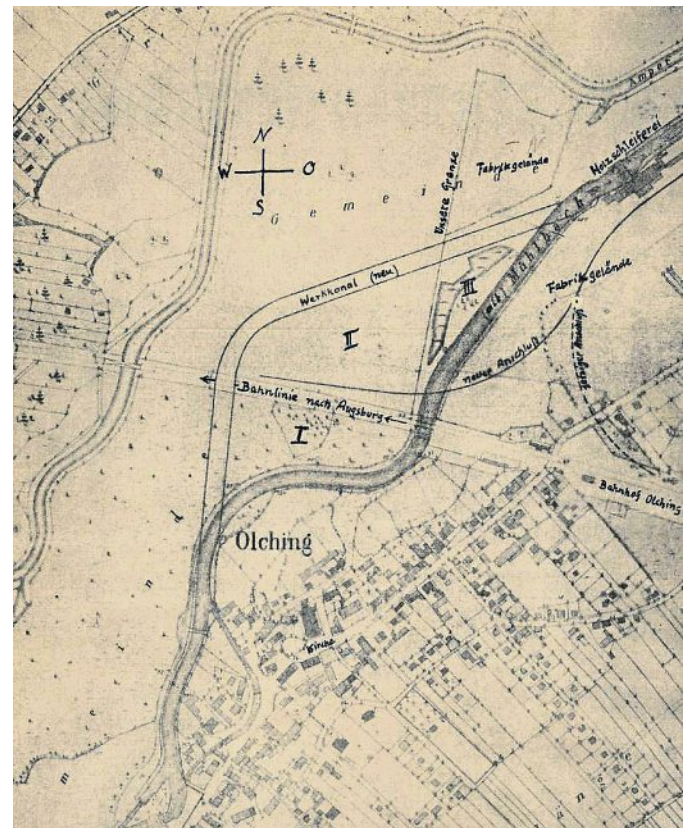 Amper
N
W O
S
Holzschleiferei
Fabrikgelände
Unsere Grenze
G e m e i n d e
(alt) Mühlbach
III
Fabrikgelände
Werkkanal (neu)
II
neuer Anschluß
Bahnlinie nach Augsburg
I
Bahnhof Olching
Olching
Kirche